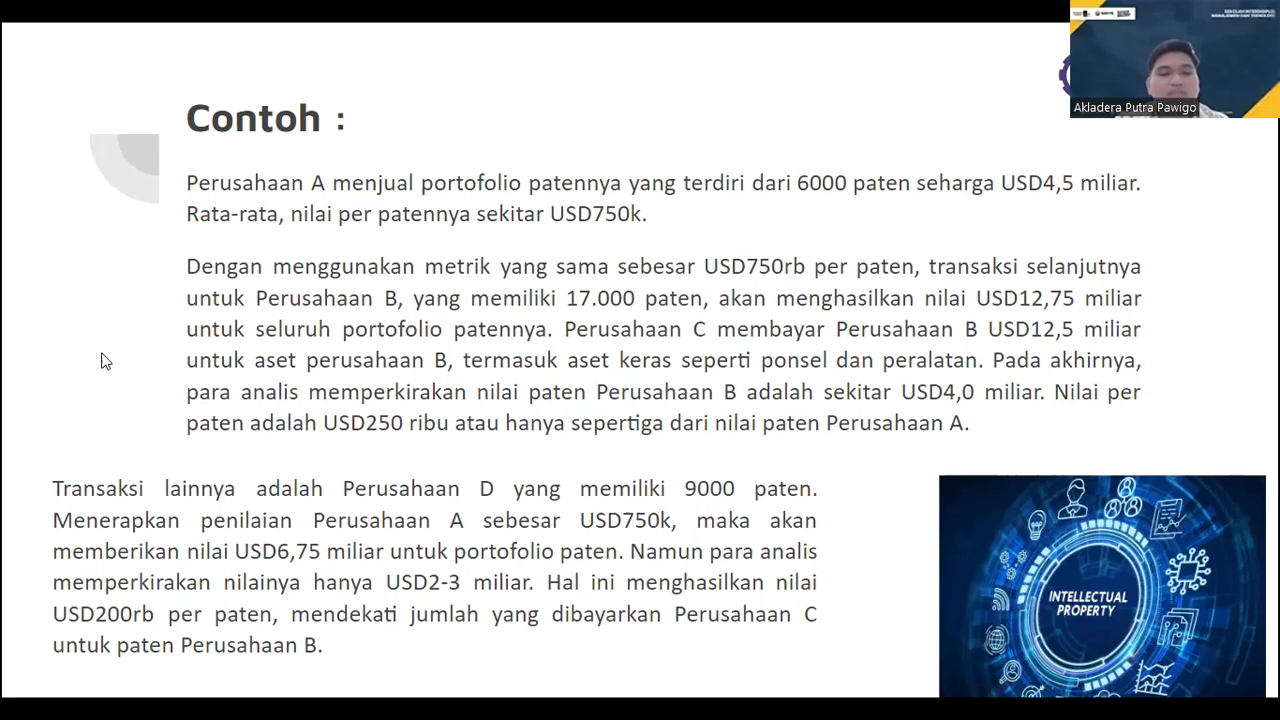 Contoh :
Perusahaan A menjual portofolio patennya yang terdiri dari 6000 paten seharga USD4,5 miliar.
Rata-rata, nilai per patennya sekitar USD750k.
Dengan menggunakan metrik yang sama sebesar USD750rb per paten, transaksi selanjutnya
untuk Perusahaan B, yang memiliki 17.000 paten, akan menghasilkan nilai USD12,75 miliar
untuk seluruh portofolio patennya. Perusahaan C membayar Perusahaan B USD12,5 miliar
untuk aset perusahaan B, termasuk aset keras seperti ponsel dan peralatan. Pada akhirnya,
para analis memperkirakan nilai paten Perusahaan B adalah sekitar USD4,0 miliar. Nilai per
paten adalah USD250 ribu atau hanya sepertiga dari nilai paten Perusahaan A.
Transaksi lainnya adalah Perusahaan D yang memiliki 9000 paten.
Menerapkan penilaian Perusahaan A sebesar USD750k, maka akan
memberikan nilai USD6,75 miliar untuk portofolio paten. Namun para analis
memperkirakan nilainya hanya USD2-3 miliar. Hal ini menghasilkan nilai
USD200rb per paten, mendekati jumlah yang dibayarkan Perusahaan C
untuk paten Perusahaan B.
INTELLECTUAL
PROPERTY
Akladera Putra Pawigo